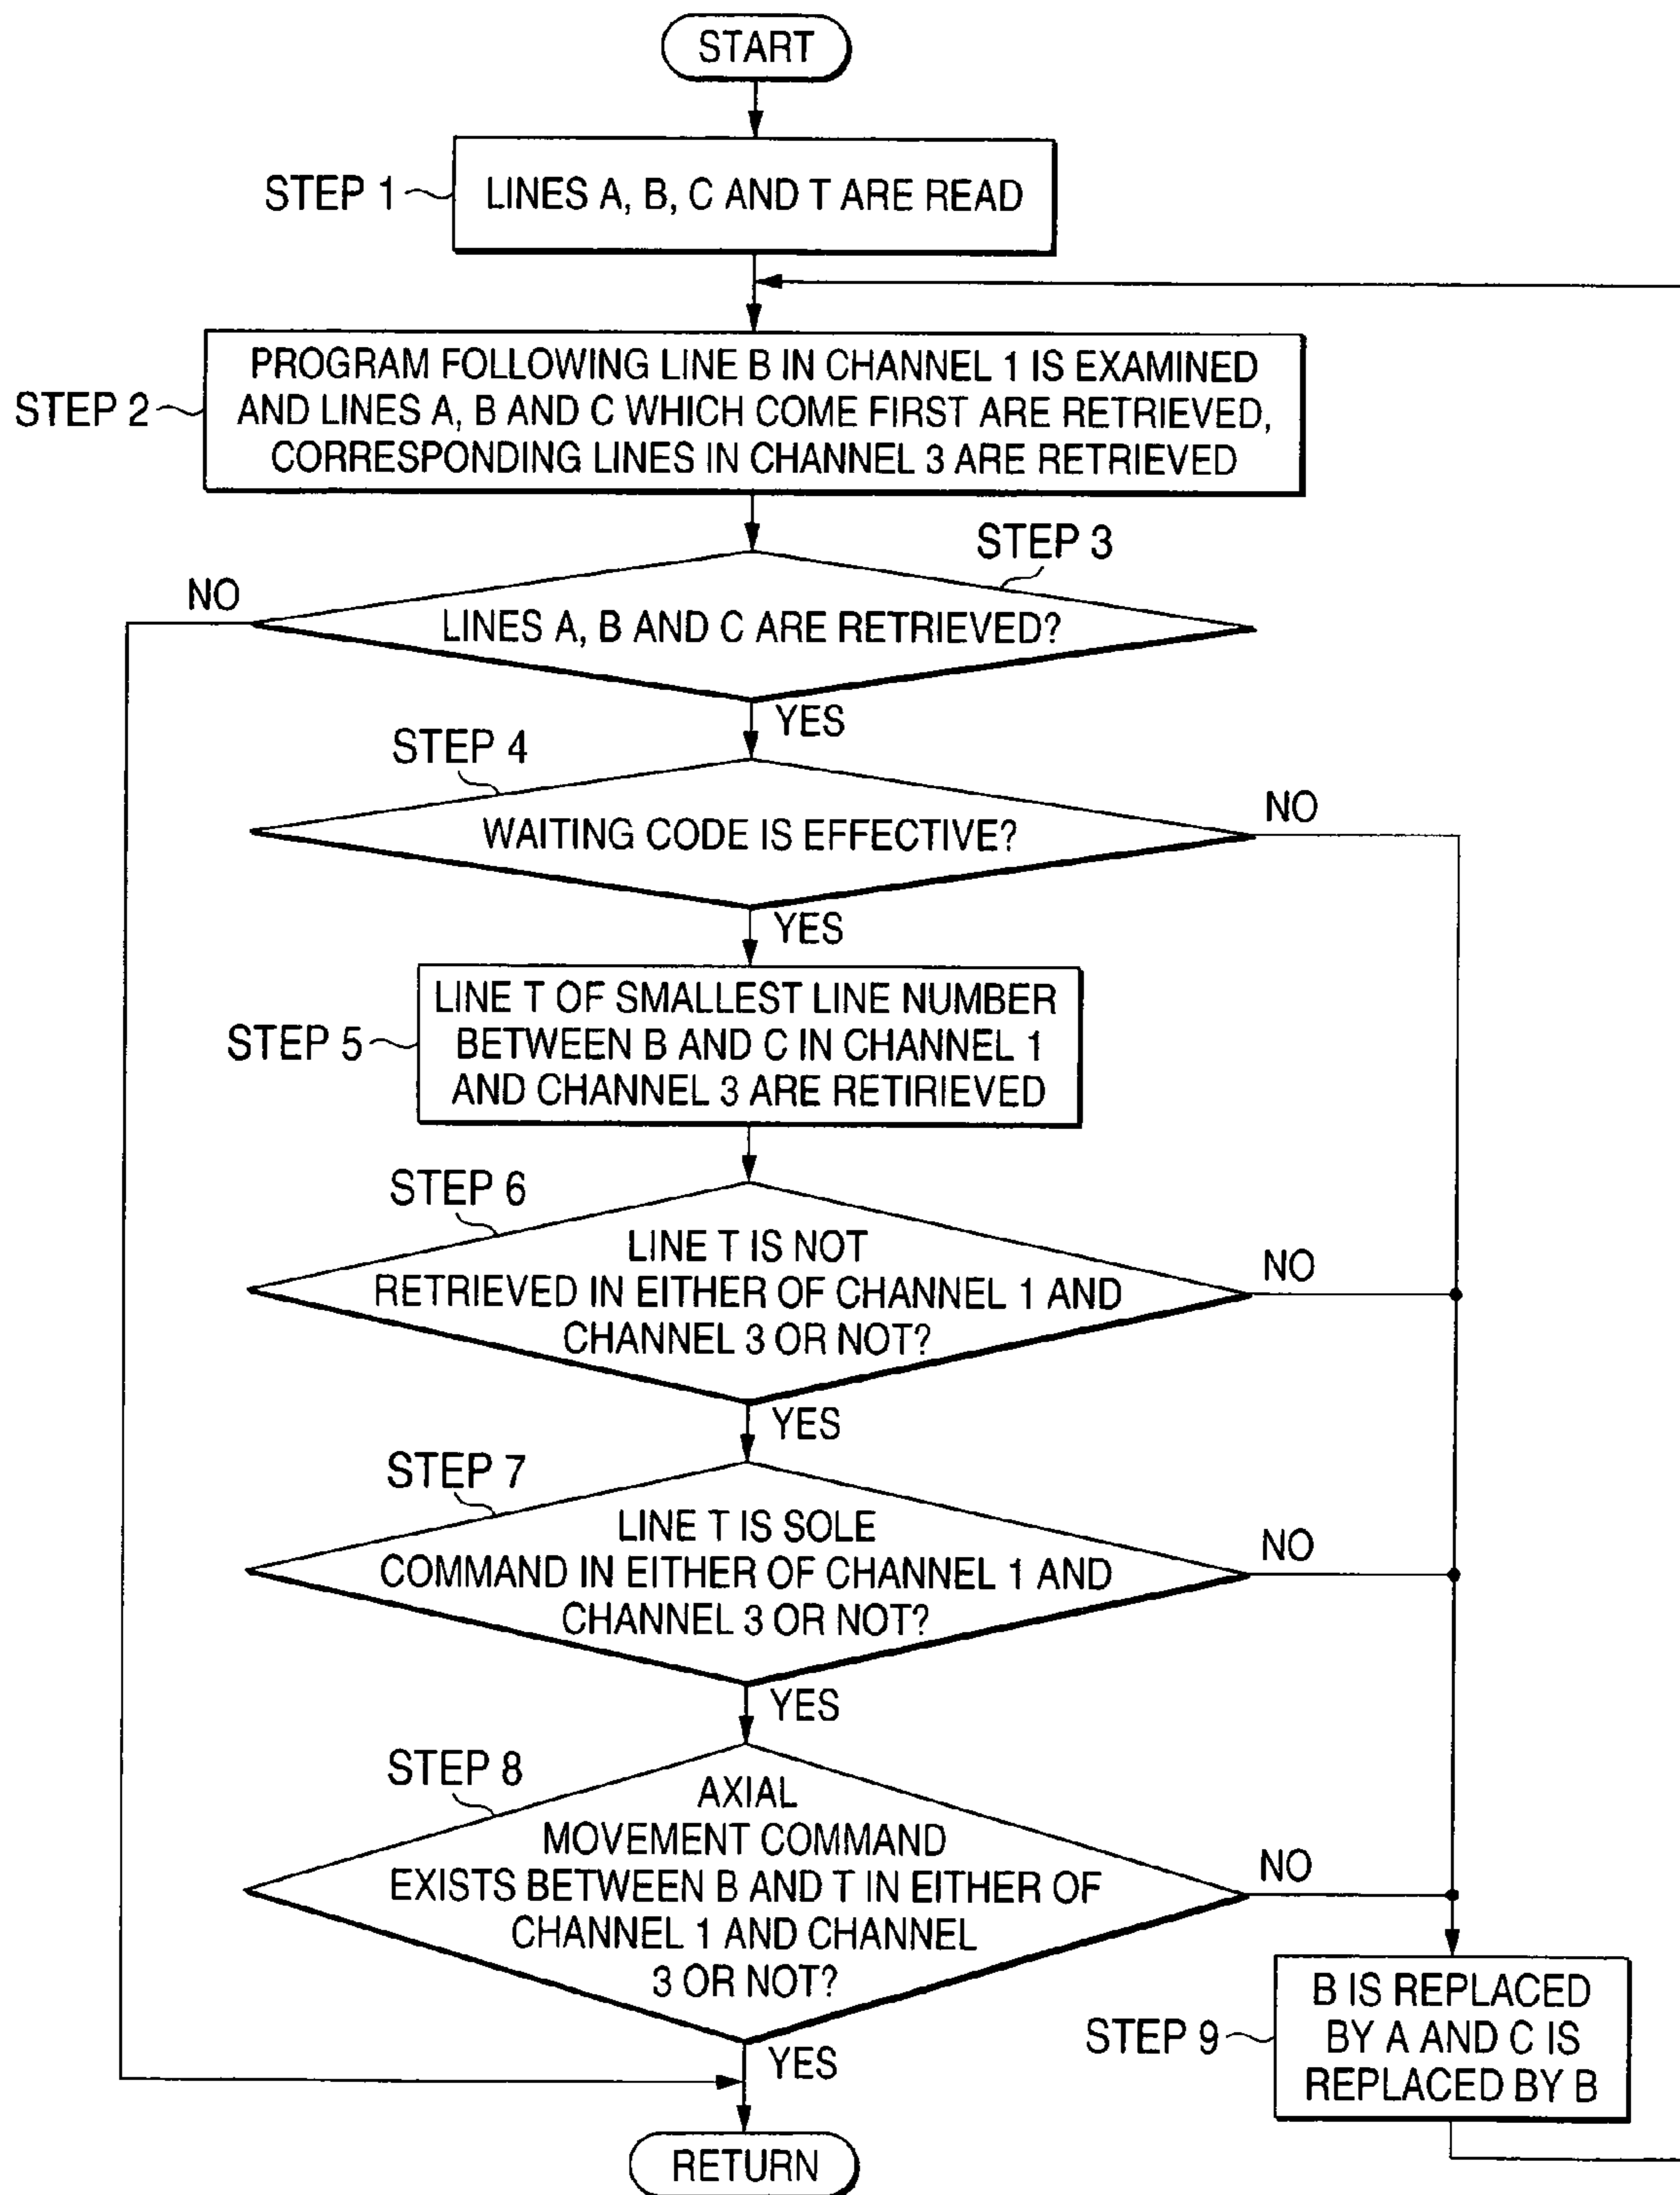 START
STEP 1
LINES A, B, C AND T ARE READ
STEP 2
PROGRAM FOLLOWING LINE B IN CHANNEL 1 IS EXAMINED
AND LINES A, B AND C WHICH COME FIRST ARE RETRIEVED,
CORRESPONDING LINES IN CHANNEL 3 ARE RETRIEVED
STEP 3
NO
LINES A, B AND C ARE RETRIEVED?
YES
STEP 4
NO
WAITING CODE IS EFFECTIVE?
YES
STEP 5
LINE T OF SMALLEST LINE NUMBER
BETWEEN B AND C IN CHANNEL 1
AND CHANNEL 3 ARE RETIRIEVED
STEP 6
LINE T IS NOT
RETRIEVED IN EITHER OF CHANNEL 1 AND
CHANNEL 3 OR NOT?
NO
YES
STEP 7
LINE T IS SOLE
COMMAND IN EITHER OF CHANNEL 1 AND
CHANNEL 3 OR NOT?
NO
YES
STEP 8
AXIAL
MOVEMENT COMMAND
EXISTS BETWEEN B AND T IN EITHER OF
CHANNEL 1 AND CHANNEL
3 OR NOT?
NO
YES
STEP 9
B IS REPLACED
BY A AND C IS
REPLACED BY B
RETURN